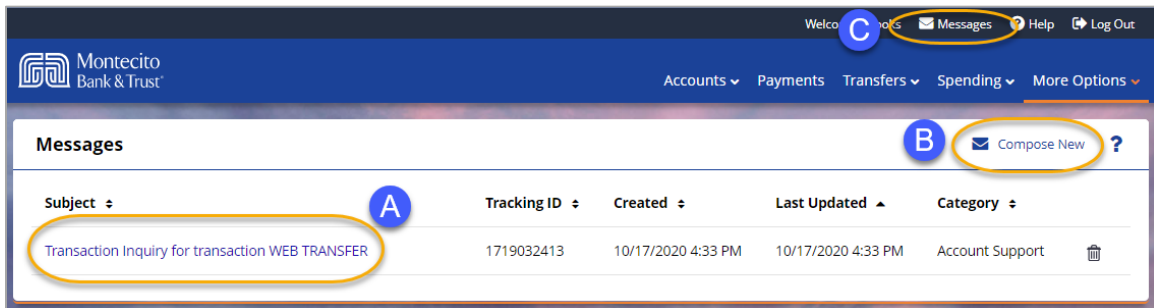 Welco C oks Messages Help Log Out
Montecito
Bank & Trust
Accounts Payments Transfers Spending More Options
Messages B Compose New ?
Subject A Tracking ID Created Last Updated Category
Transaction Inquiry for transaction WEB TRANSFER 1719032413 10/17/2020 4:33 PM 10/17/2020 4:33 PM Account Support